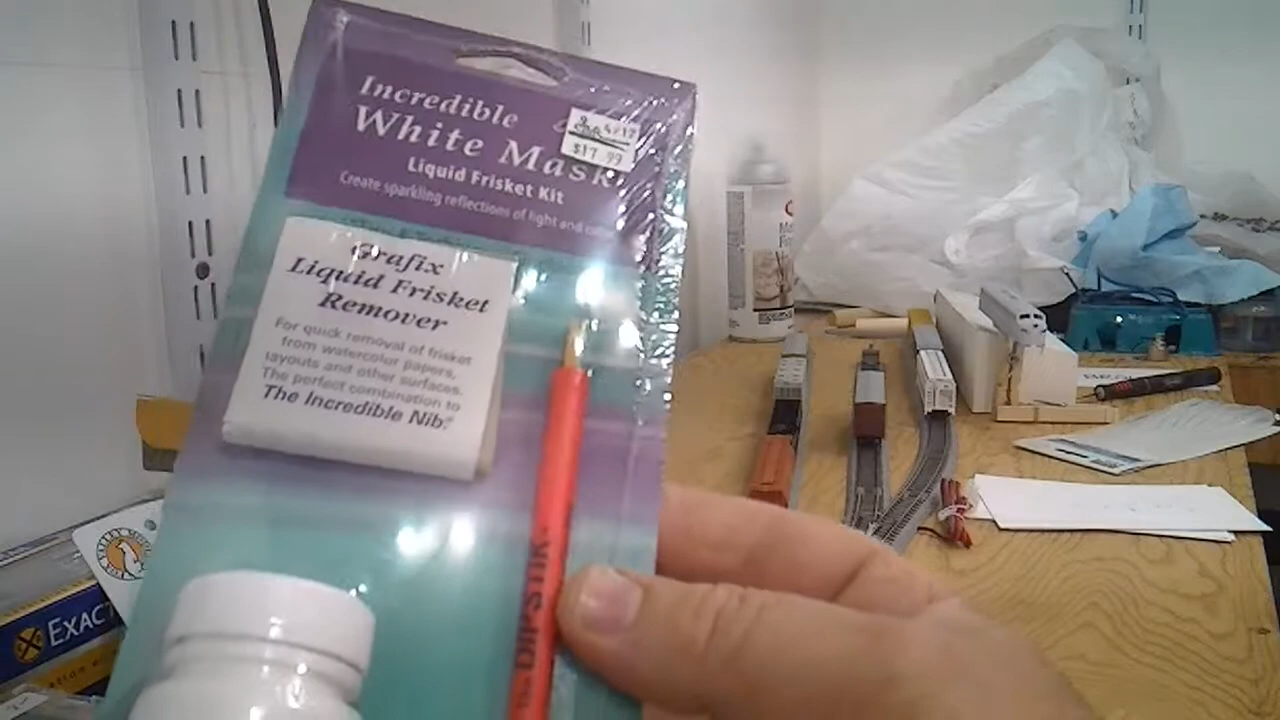 Incredible
White Mask
Liquid Frisket Kit
Create sparkling reflections of light and
$17.99
Grafix
Liquid Frisket
Remover
For quick removal of frisket
from watercolor papers,
layouts and other surfaces.
The perfect combination to
The Incredible Nib.®
The DIPSTIK
EXACT